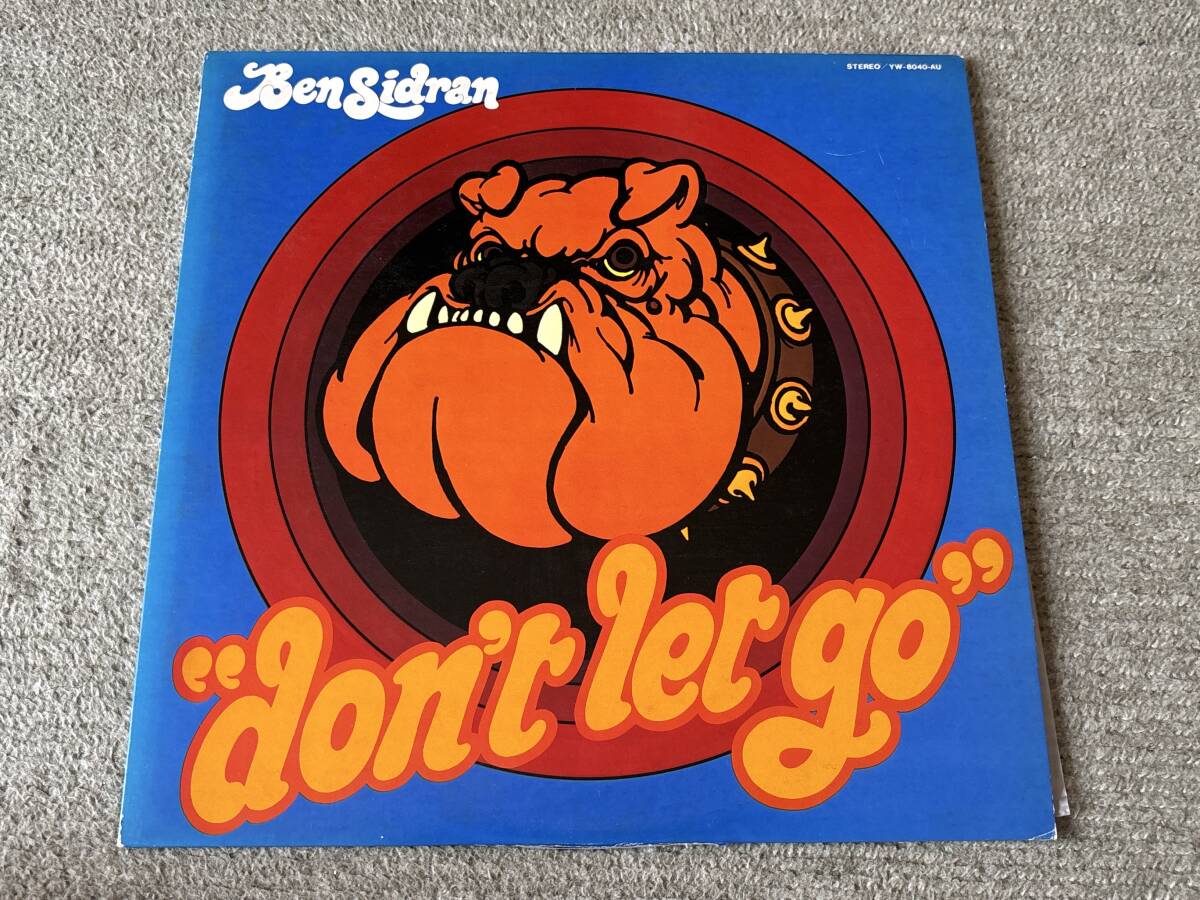 Ben Sidran
STEREO / YW-8040-AU
"don't let go"